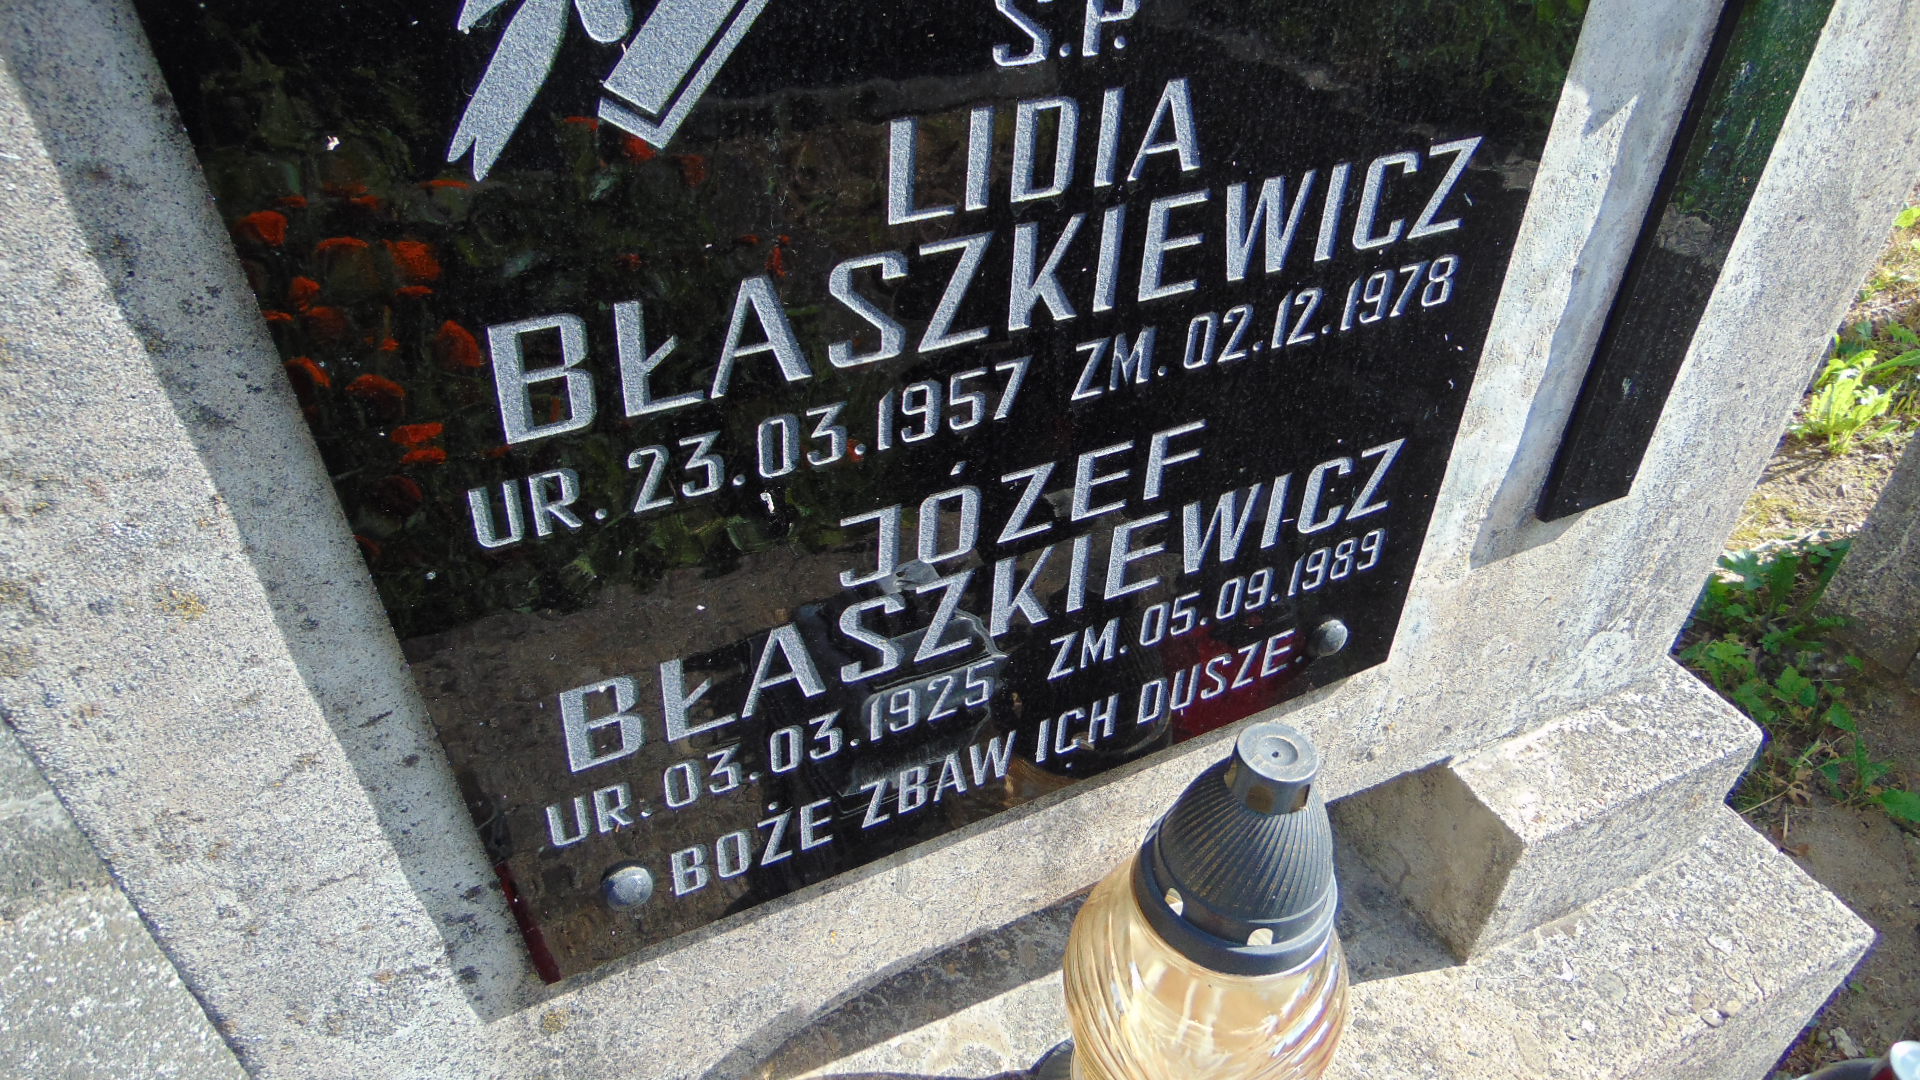 Ś.P.
LIDIA
BŁASZKIEWICZ
UR. 23.03.1957 ZM. 02.12.1978
JÓZEF
BŁASZKIEWICZ
UR. 03.03.1925 ZM. 05.09.1989
BOŻE ZBAW ICH DUSZE.